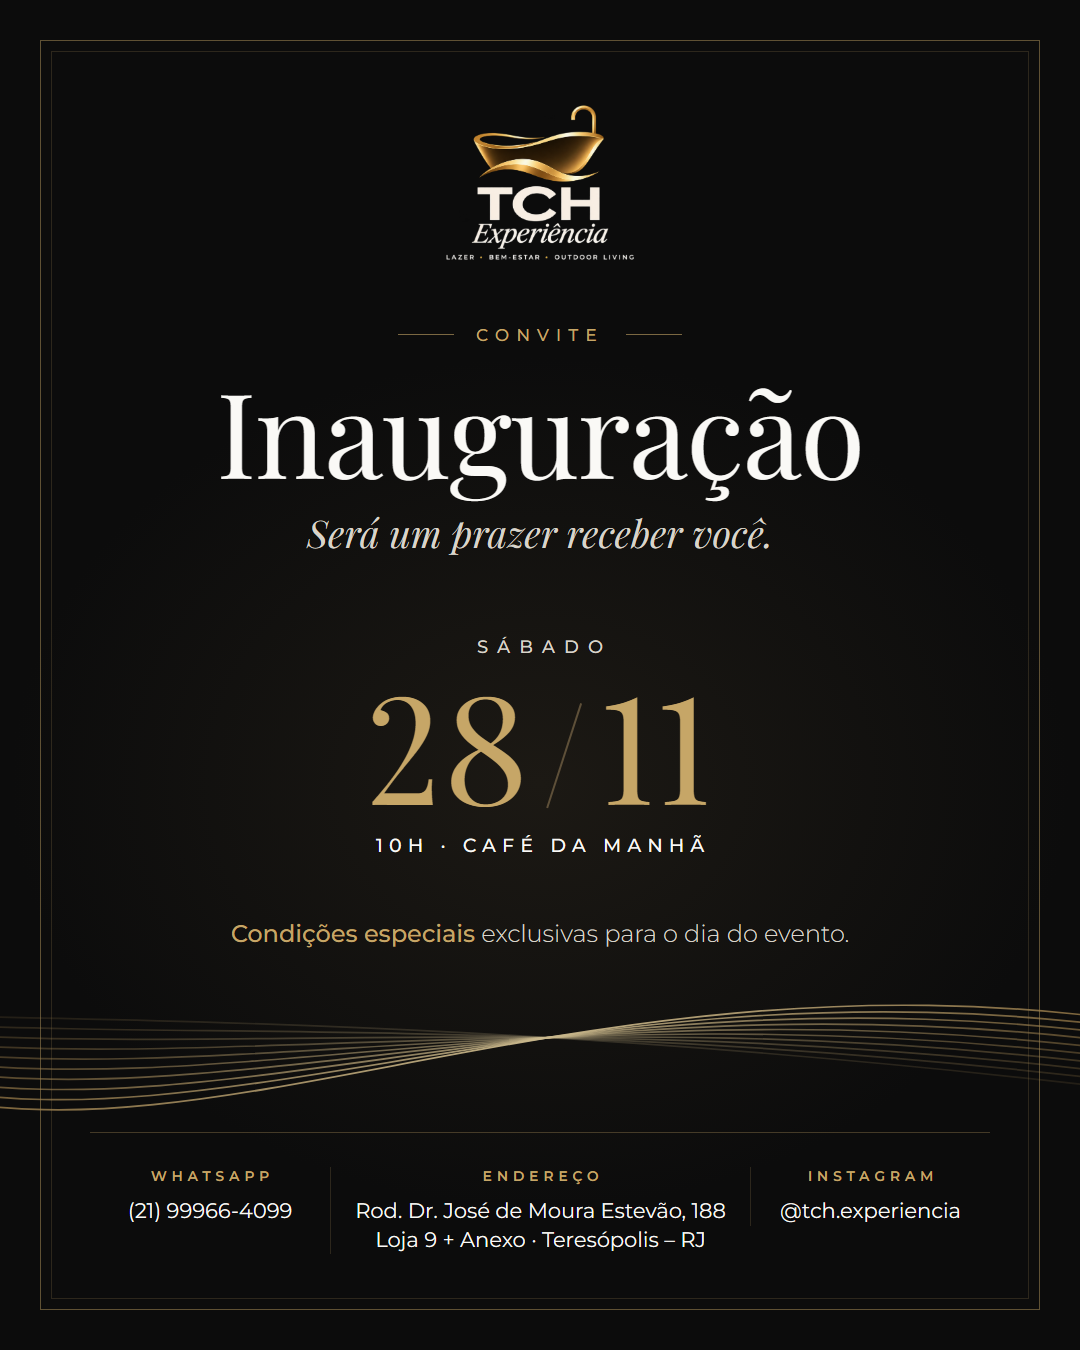 TCH
Experiência
LAZER • BEM-ESTAR • OUTDOOR LIVING
CONVITE
Inauguração
Será um prazer receber você.
SÁBADO
28/11
10H · CAFÉ DA MANHÃ
Condições especiais exclusivas para o dia do evento.
WHATSAPP
(21) 99966-4099
ENDEREÇO
Rod. Dr. José de Moura Estevão, 188
Loja 9 + Anexo · Teresópolis – RJ
INSTAGRAM
@tch.experiencia